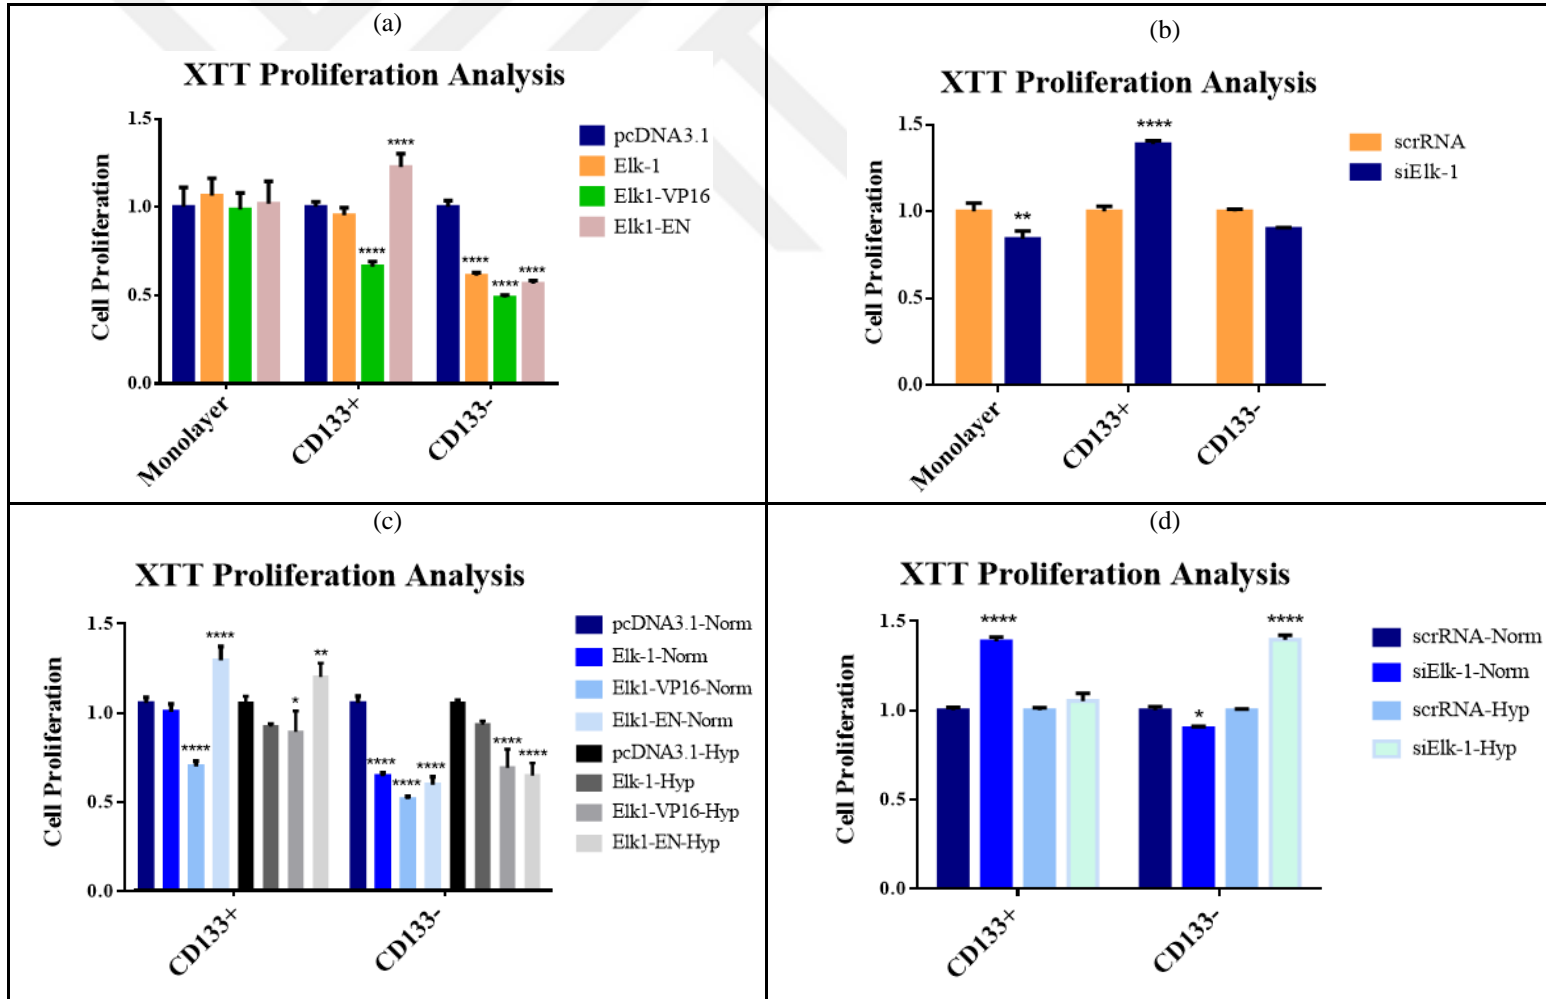 (a)
XTT Proliferation Analysis
Cell Proliferation
1.5
1.0
0.5
0.0
****
****
****
****
****
Monolayer
CD133+
CD133-
pcDNA3.1
Elk-1
Elk1-VP16
Elk1-EN
(b)
XTT Proliferation Analysis
Cell Proliferation
1.5
1.0
0.5
0.0
**
****
Monolayer
CD133+
CD133-
scrRNA
siElk-1
(c)
XTT Proliferation Analysis
Cell Proliferation
1.5
1.0
0.5
0.0
****
****
*
**
****
****
****
****
****
CD133+
CD133-
pcDNA3.1-Norm
Elk-1-Norm
Elk1-VP16-Norm
Elk1-EN-Norm
pcDNA3.1-Hyp
Elk-1-Hyp
Elk1-VP16-Hyp
Elk1-EN-Hyp
(d)
XTT Proliferation Analysis
Cell Proliferation
1.5
1.0
0.5
0.0
****
*
****
CD133+
CD133-
scrRNA-Norm
siElk-1-Norm
scrRNA-Hyp
siElk-1-Hyp